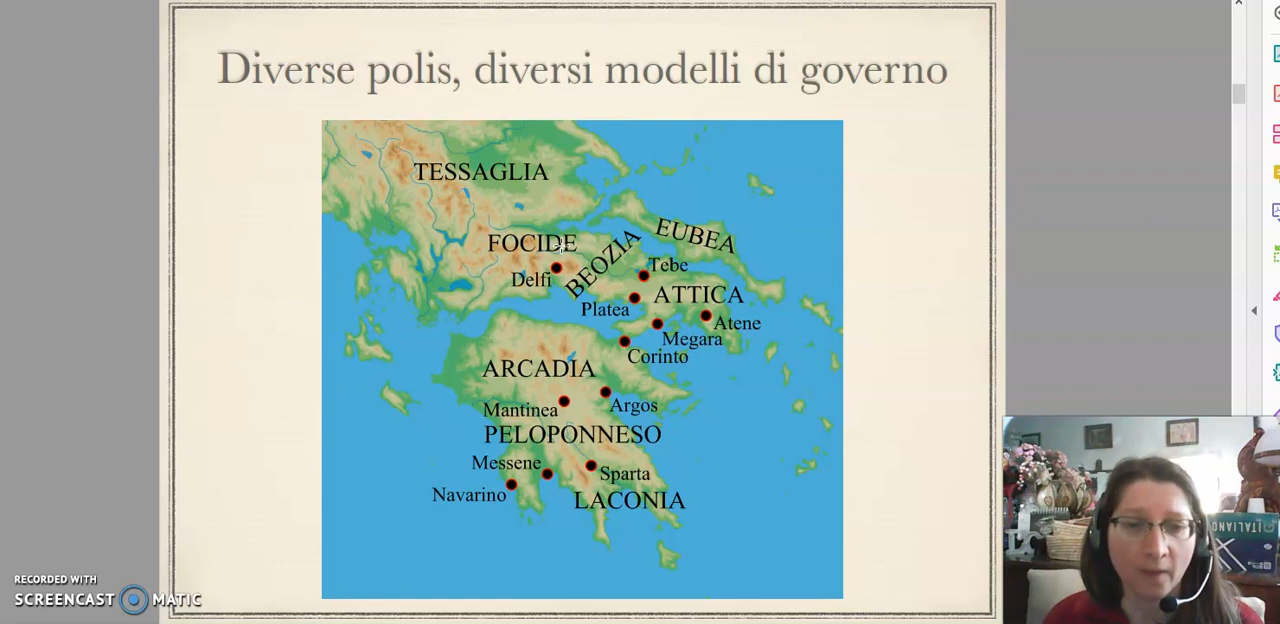 Diverse polis, diversi modelli di governo
TESSAGLIA
EUBEA
FOCIDE
BEOZIA
Tebe
Delfi
ATTICA
Platea
Atene
Megara
Corinto
ARCADIA
Mantinea
Argos
PELOPONNESO
Messene
Sparta
Navarino
LACONIA
ITALIANO
RECORDED WITH
SCREENCAST MATIC